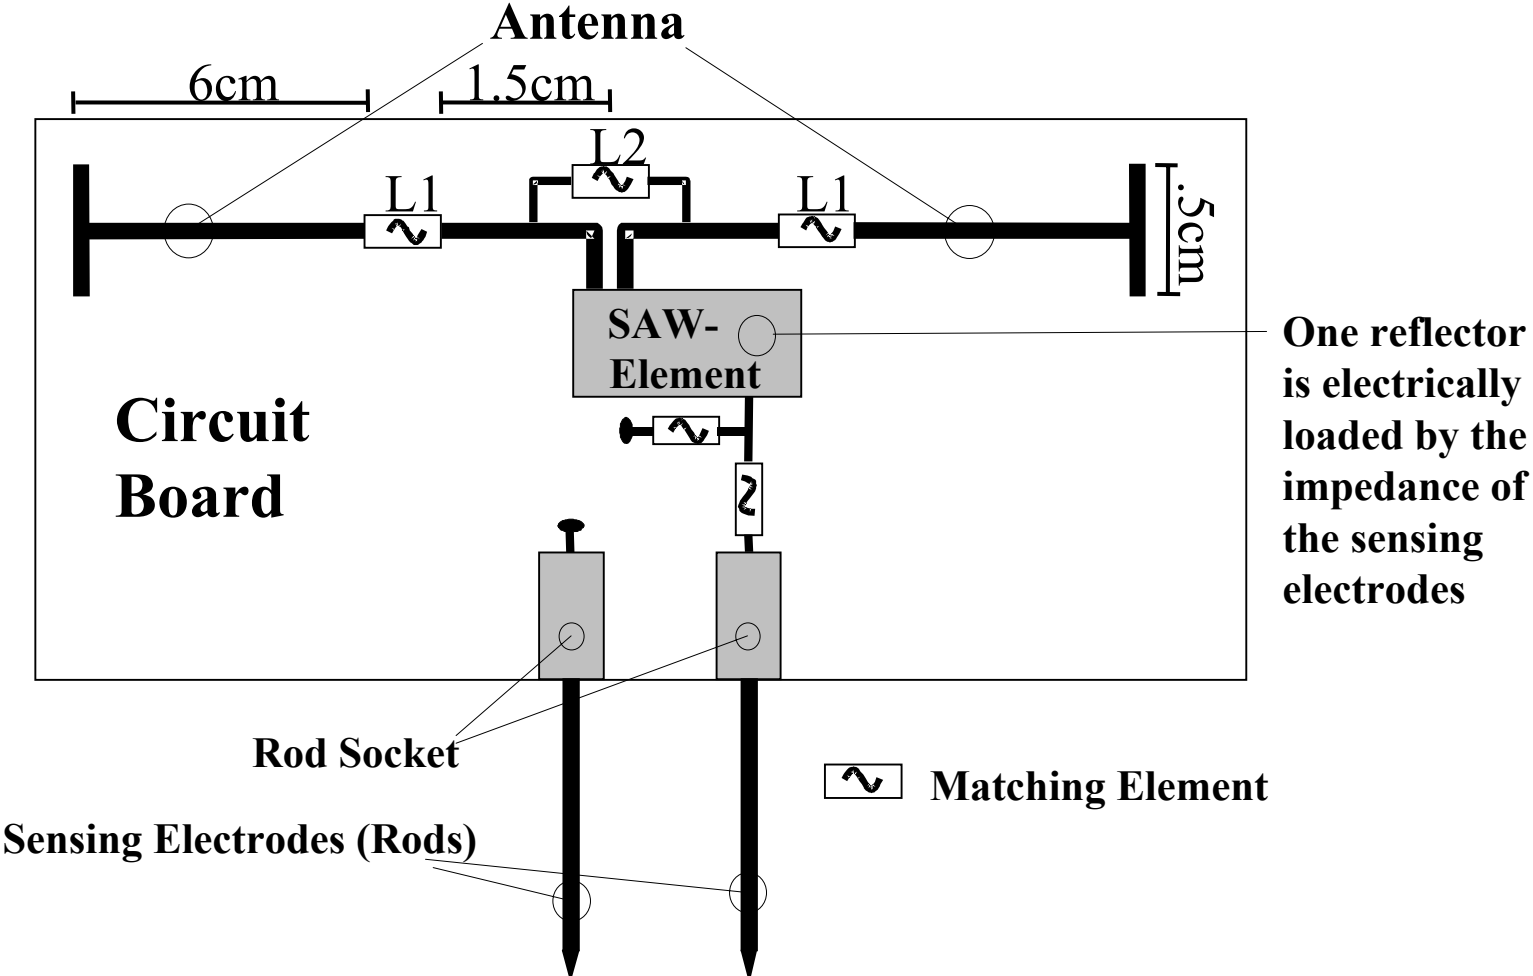 Antenna
6cm
1.5cm
L2
L1
L1
.5cm
SAW-
Element
One reflector
is electrically
loaded by the
impedance of
the sensing
electrodes
Circuit
Board
Rod Socket
Matching Element
Sensing Electrodes (Rods)